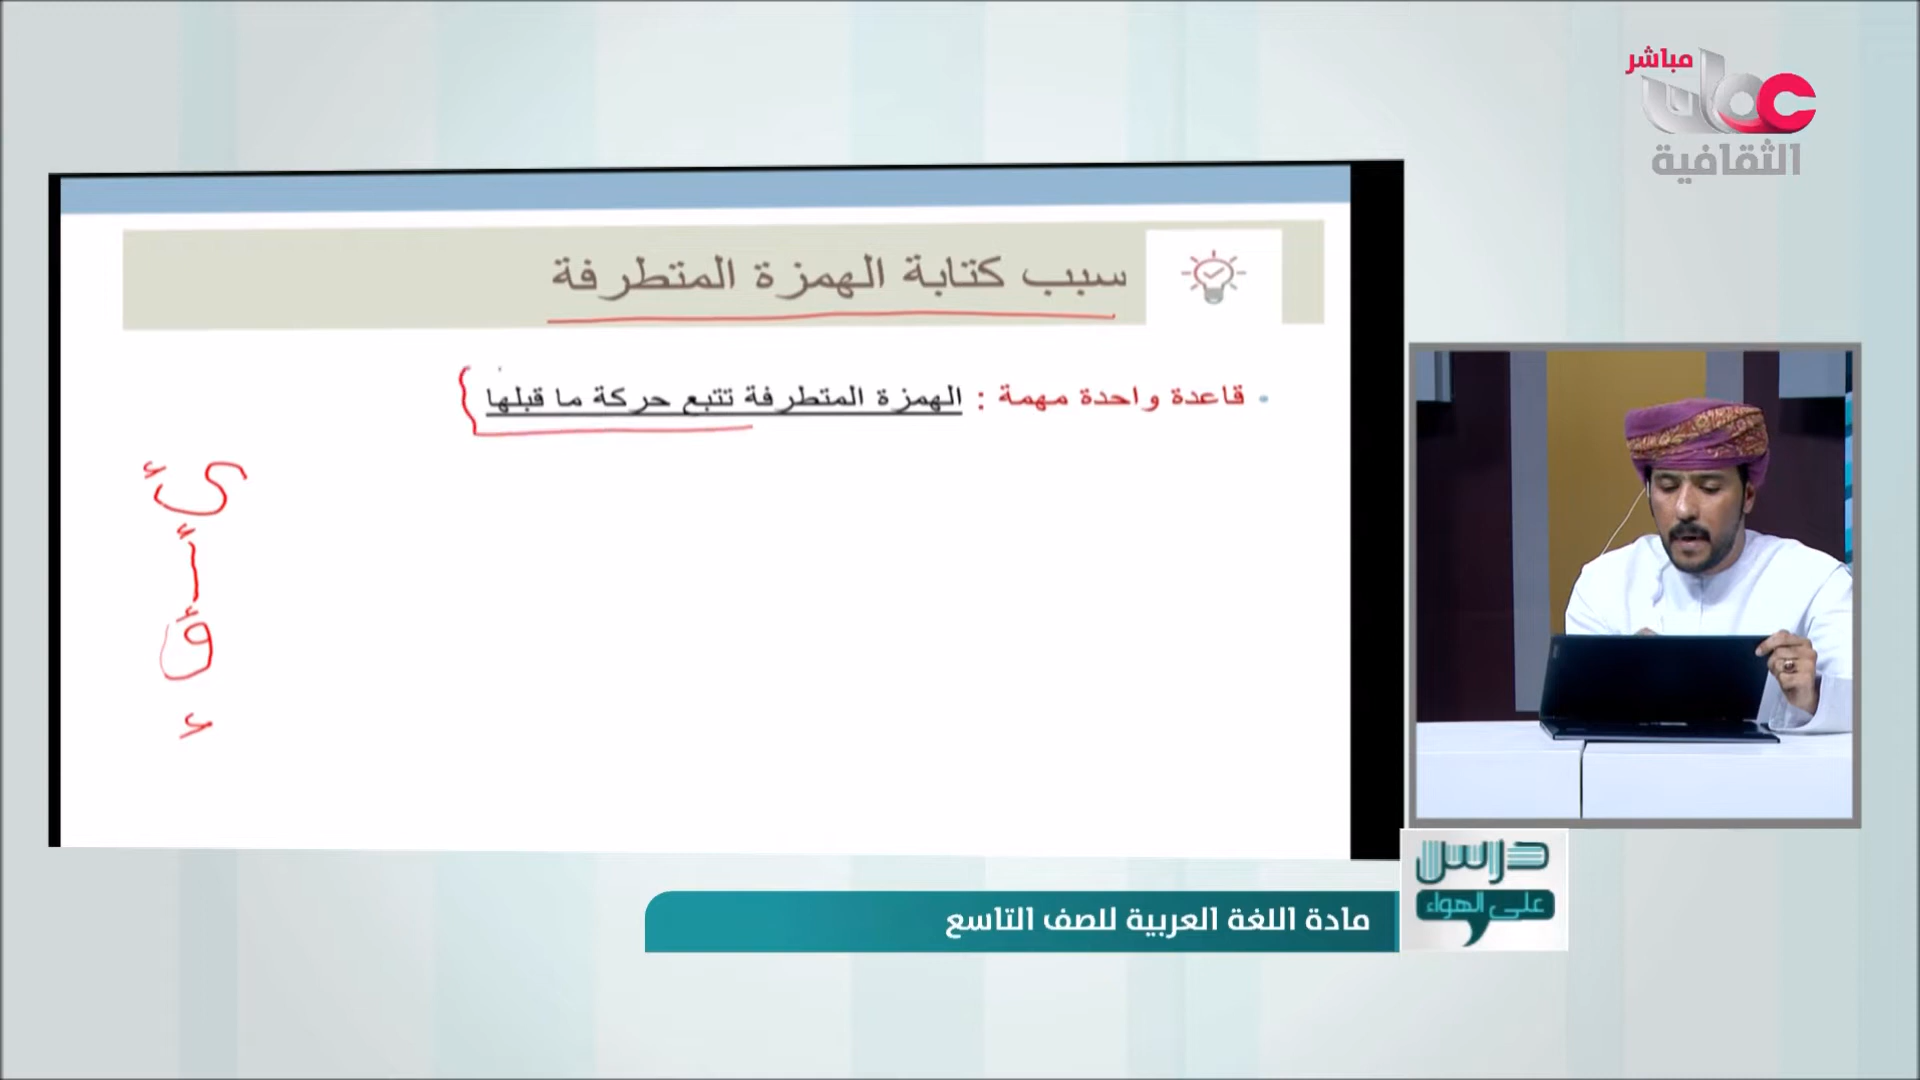 مباشر
عمان
الثقافية
سبب كتابة الهمزة المتطرفة
• قاعدة واحدة مهمة : الهمزة المتطرفة تتبع حركة ما قبلها
ئ
أ
ؤ
ء
درس
على الهواء
مادة اللغة العربية للصف التاسع